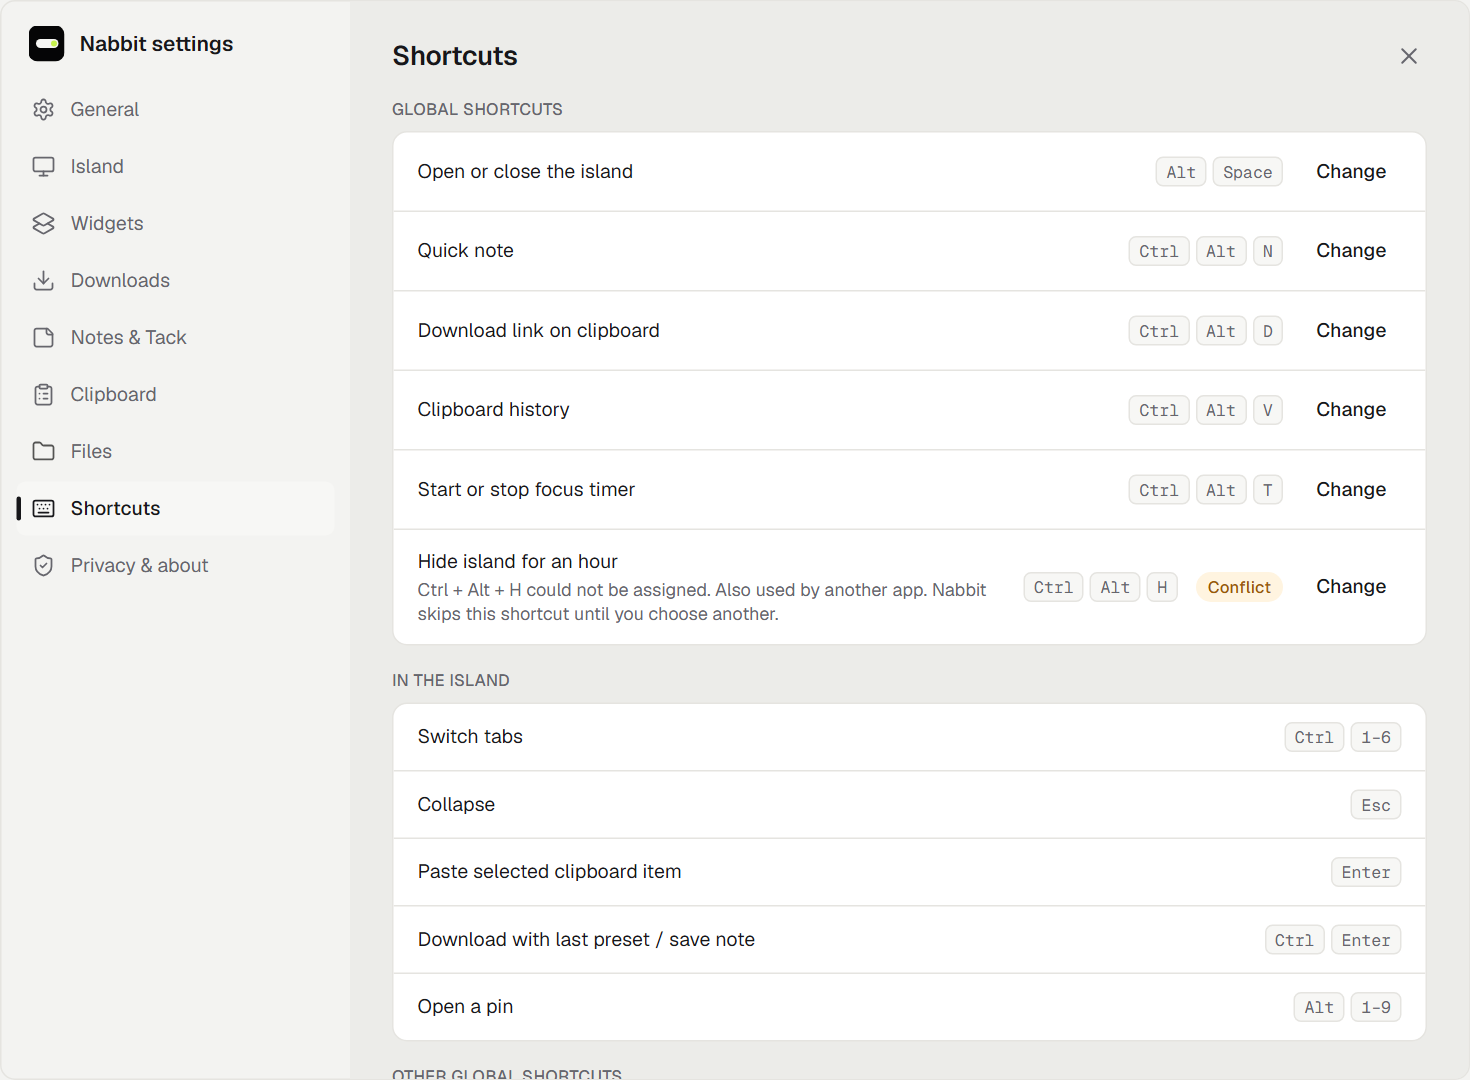 Nabbit settings
General
Island
Widgets
Downloads
Notes & Tack
Clipboard
Files
Shortcuts
Privacy & about
Shortcuts
GLOBAL SHORTCUTS
Open or close the island Alt Space Change
Quick note Ctrl Alt N Change
Download link on clipboard Ctrl Alt D Change
Clipboard history Ctrl Alt V Change
Start or stop focus timer Ctrl Alt T Change
Hide island for an hour
Ctrl + Alt + H could not be assigned. Also used by another app. Nabbit
skips this shortcut until you choose another.
Ctrl Alt H Conflict Change
IN THE ISLAND
Switch tabs Ctrl 1–6
Collapse Esc
Paste selected clipboard item Enter
Download with last preset / save note Ctrl Enter
Open a pin Alt 1–9
OTHER GLOBAL SHORTCUTS